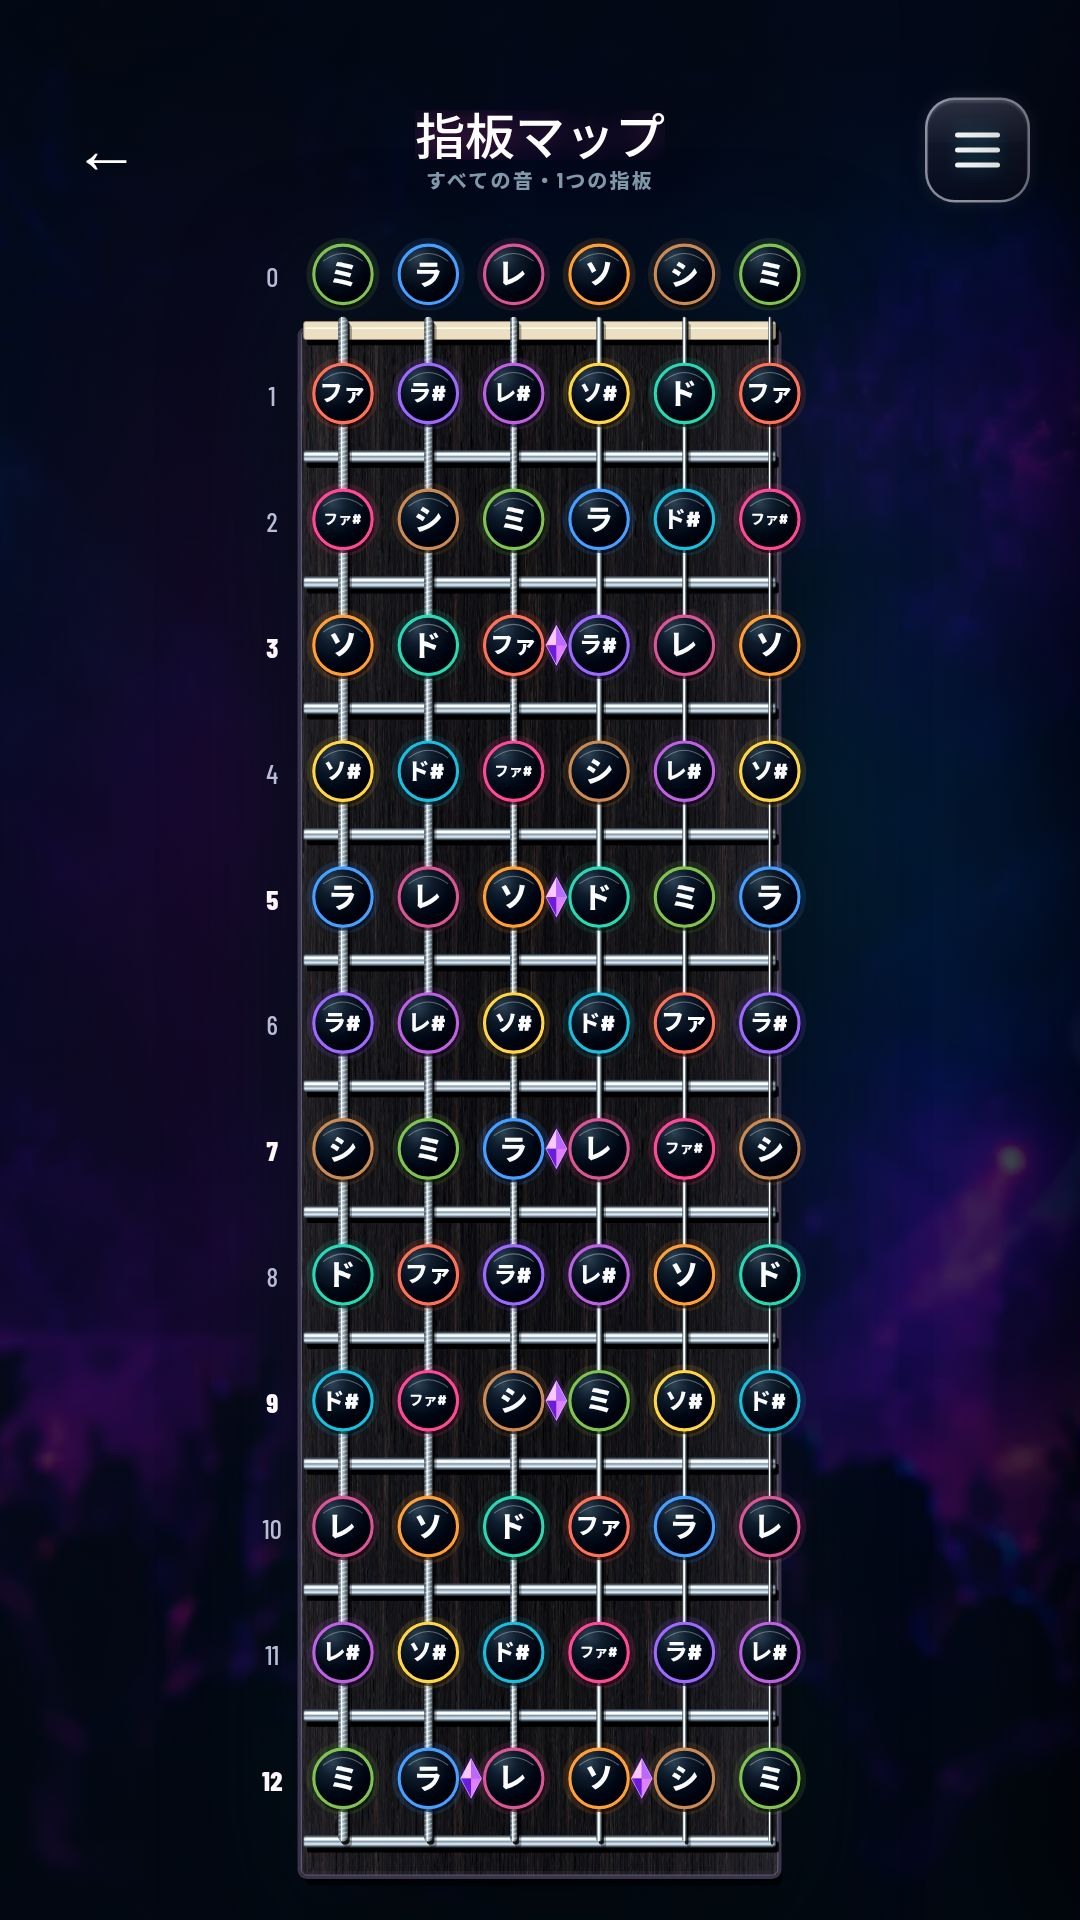 ←
指板マップ
すべての音・1つの指板
0 ミ ラ レ ソ シ ミ
1 ファ ラ# レ# ソ# ド ファ
2 ファ# シ ミ ラ ド# ファ#
3 ソ ド ファ ラ# レ ソ
4 ソ# ド# ファ# シ レ# ソ#
5 ラ レ ソ ド ミ ラ
6 ラ# レ# ソ# ド# ファ ラ#
7 シ ミ ラ レ ファ# シ
8 ド ファ ラ# レ# ソ ド
9 ド# ファ# シ ミ ソ# ド#
10 レ ソ ド ファ ラ レ
11 レ# ソ# ド# ファ# ラ# レ#
12 ミ ラ レ ソ シ ミ